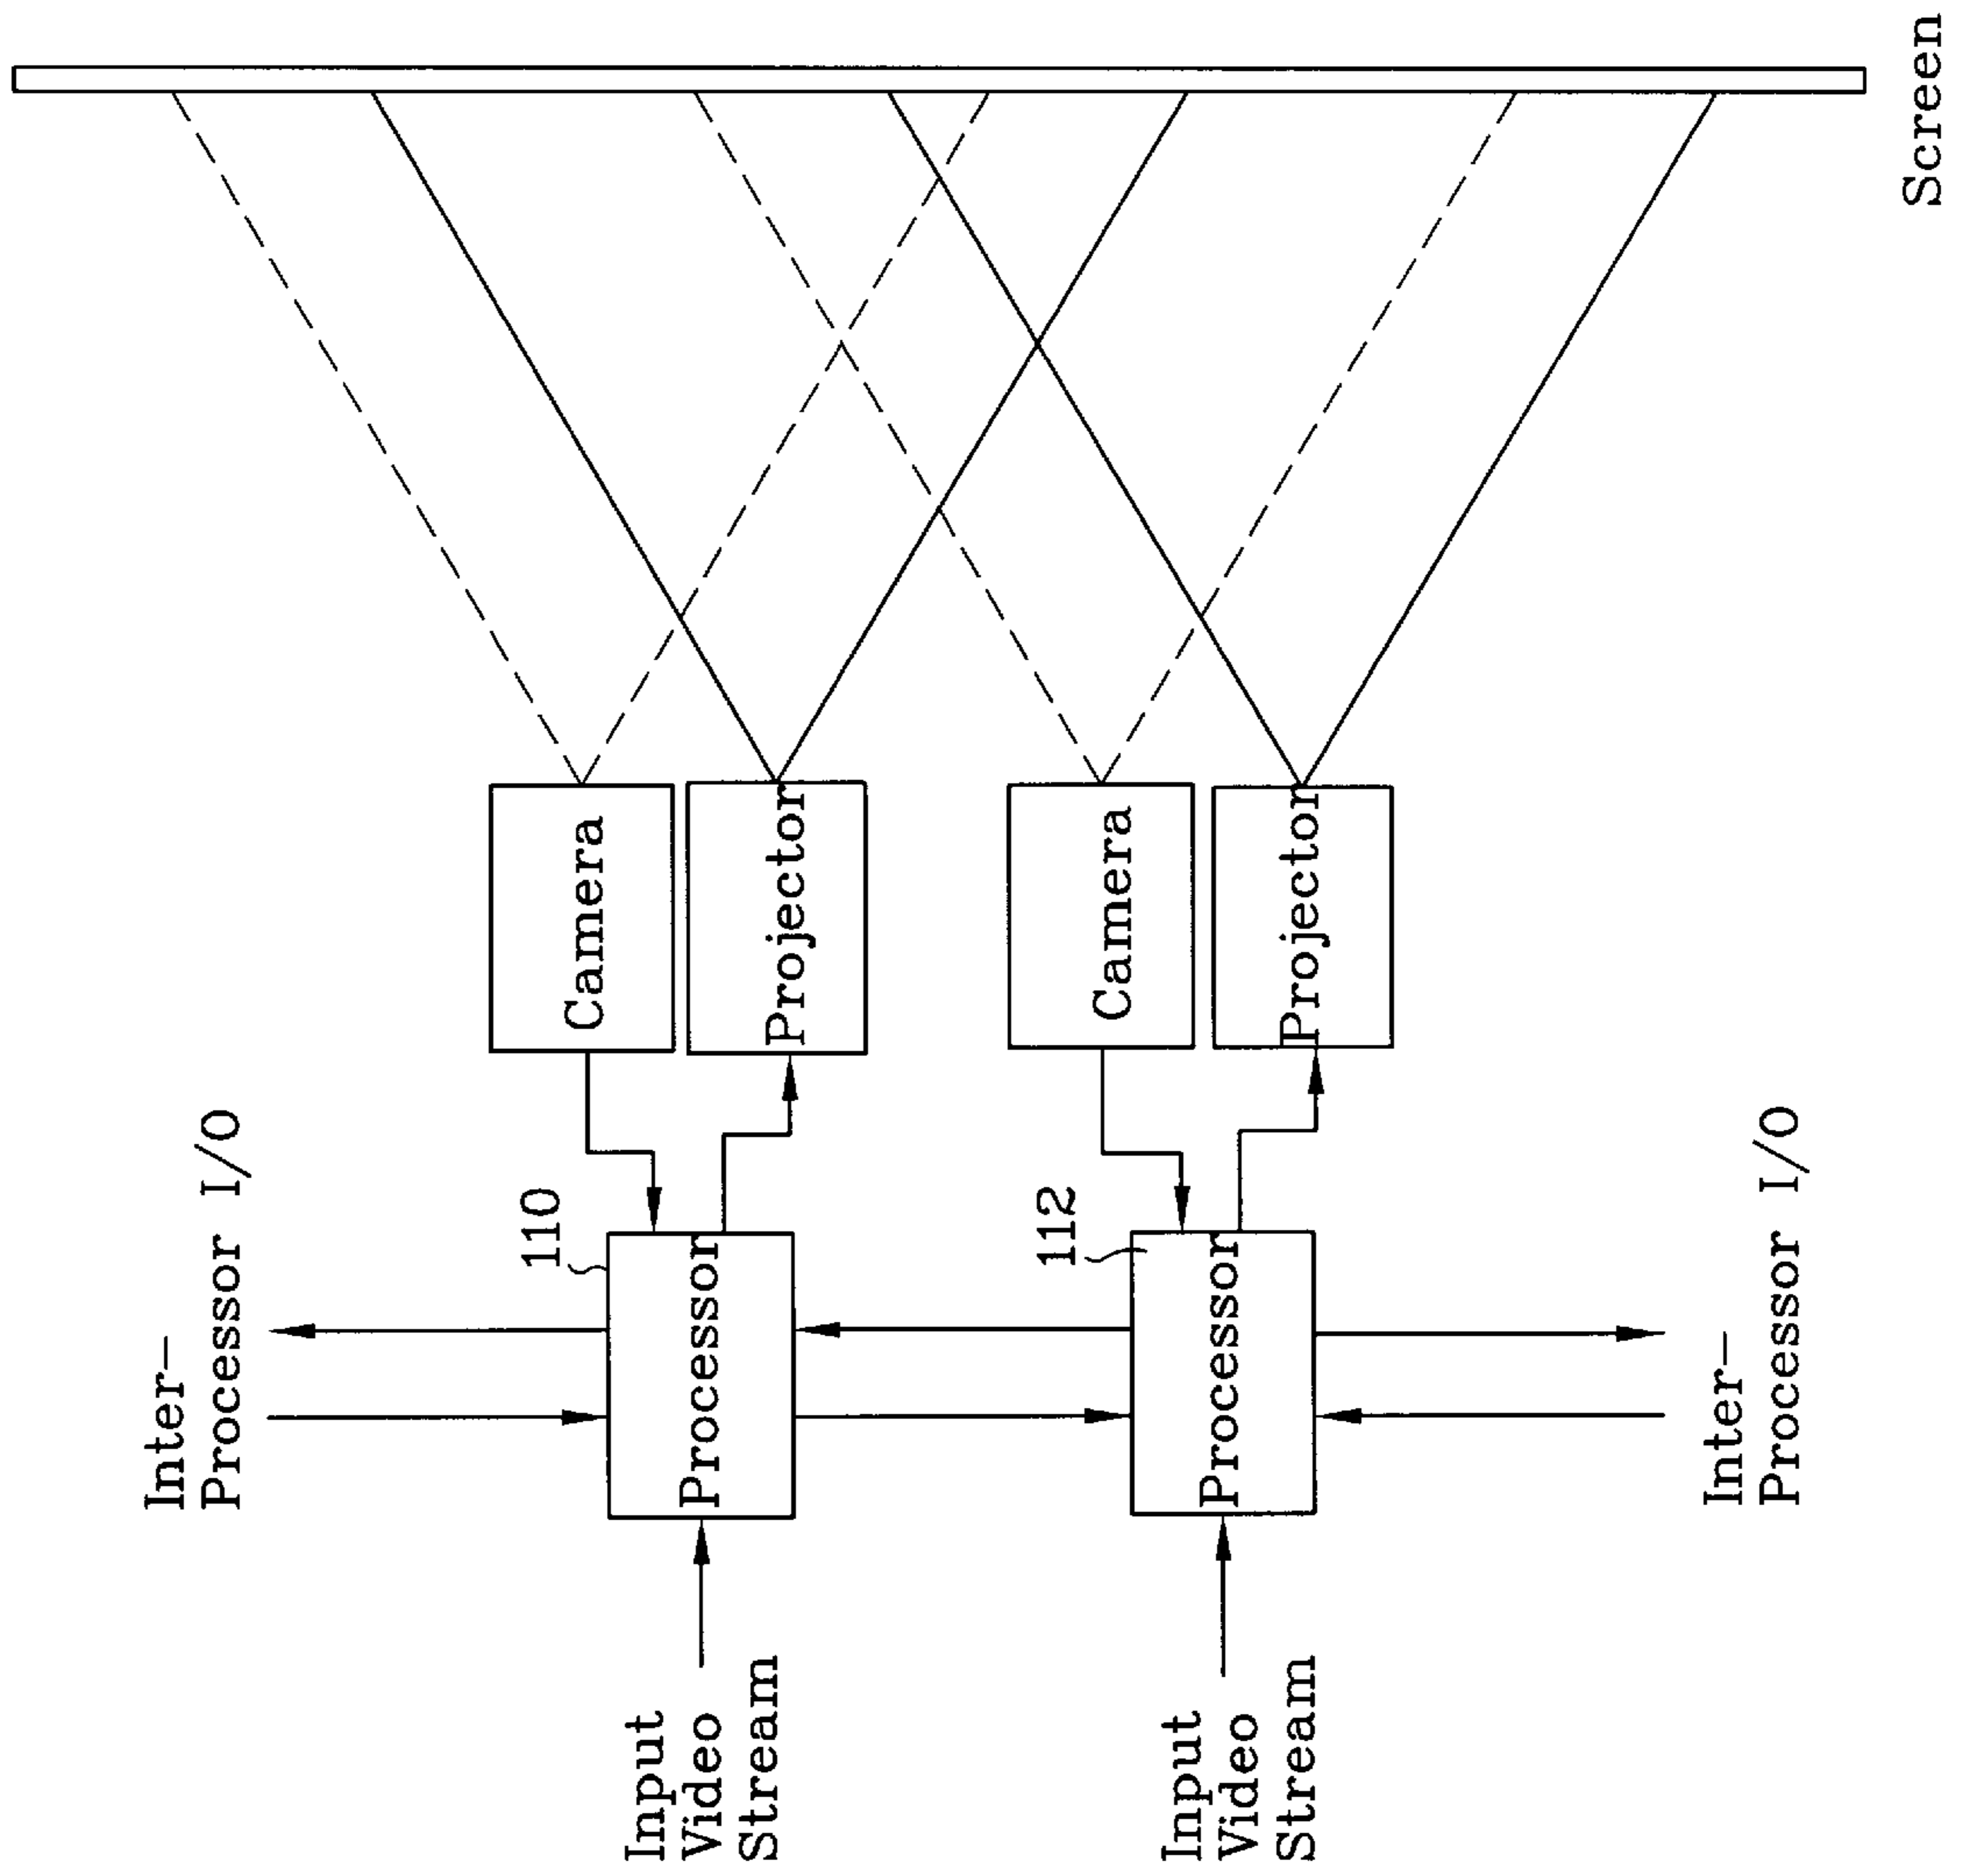 Inter-
Processor I/O
110
Camera
Projector
Processor
Input
Video
Stream
112
Camera
Projector
Processor
Input
Video
Stream
Inter-
Processor I/O
Screen